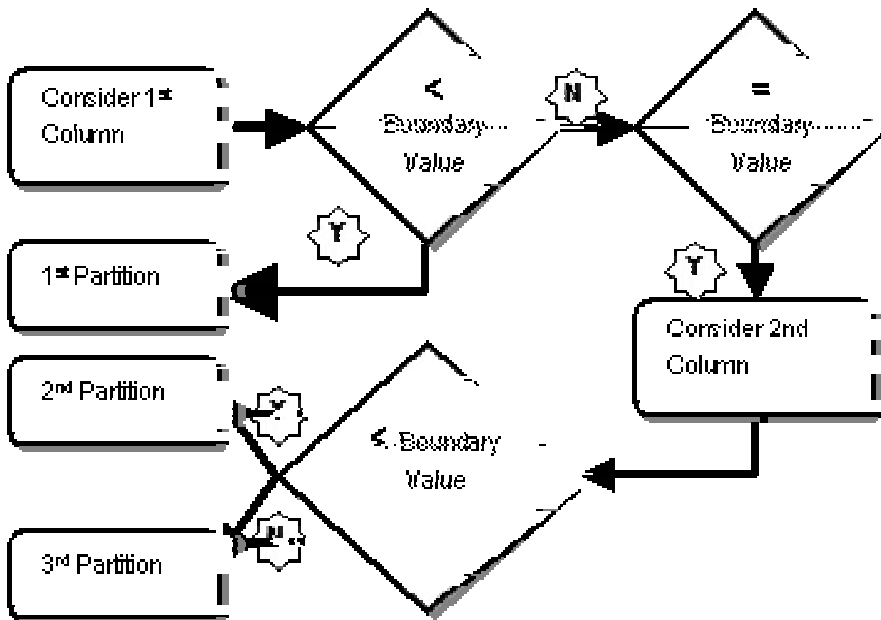 Consider 1st
Column
<
Boundary
Value
N
=
Boundary
Value
Y
1st Partition
Y
Consider 2nd
Column
2nd Partition
Y
< Boundary
Value
N
3rd Partition